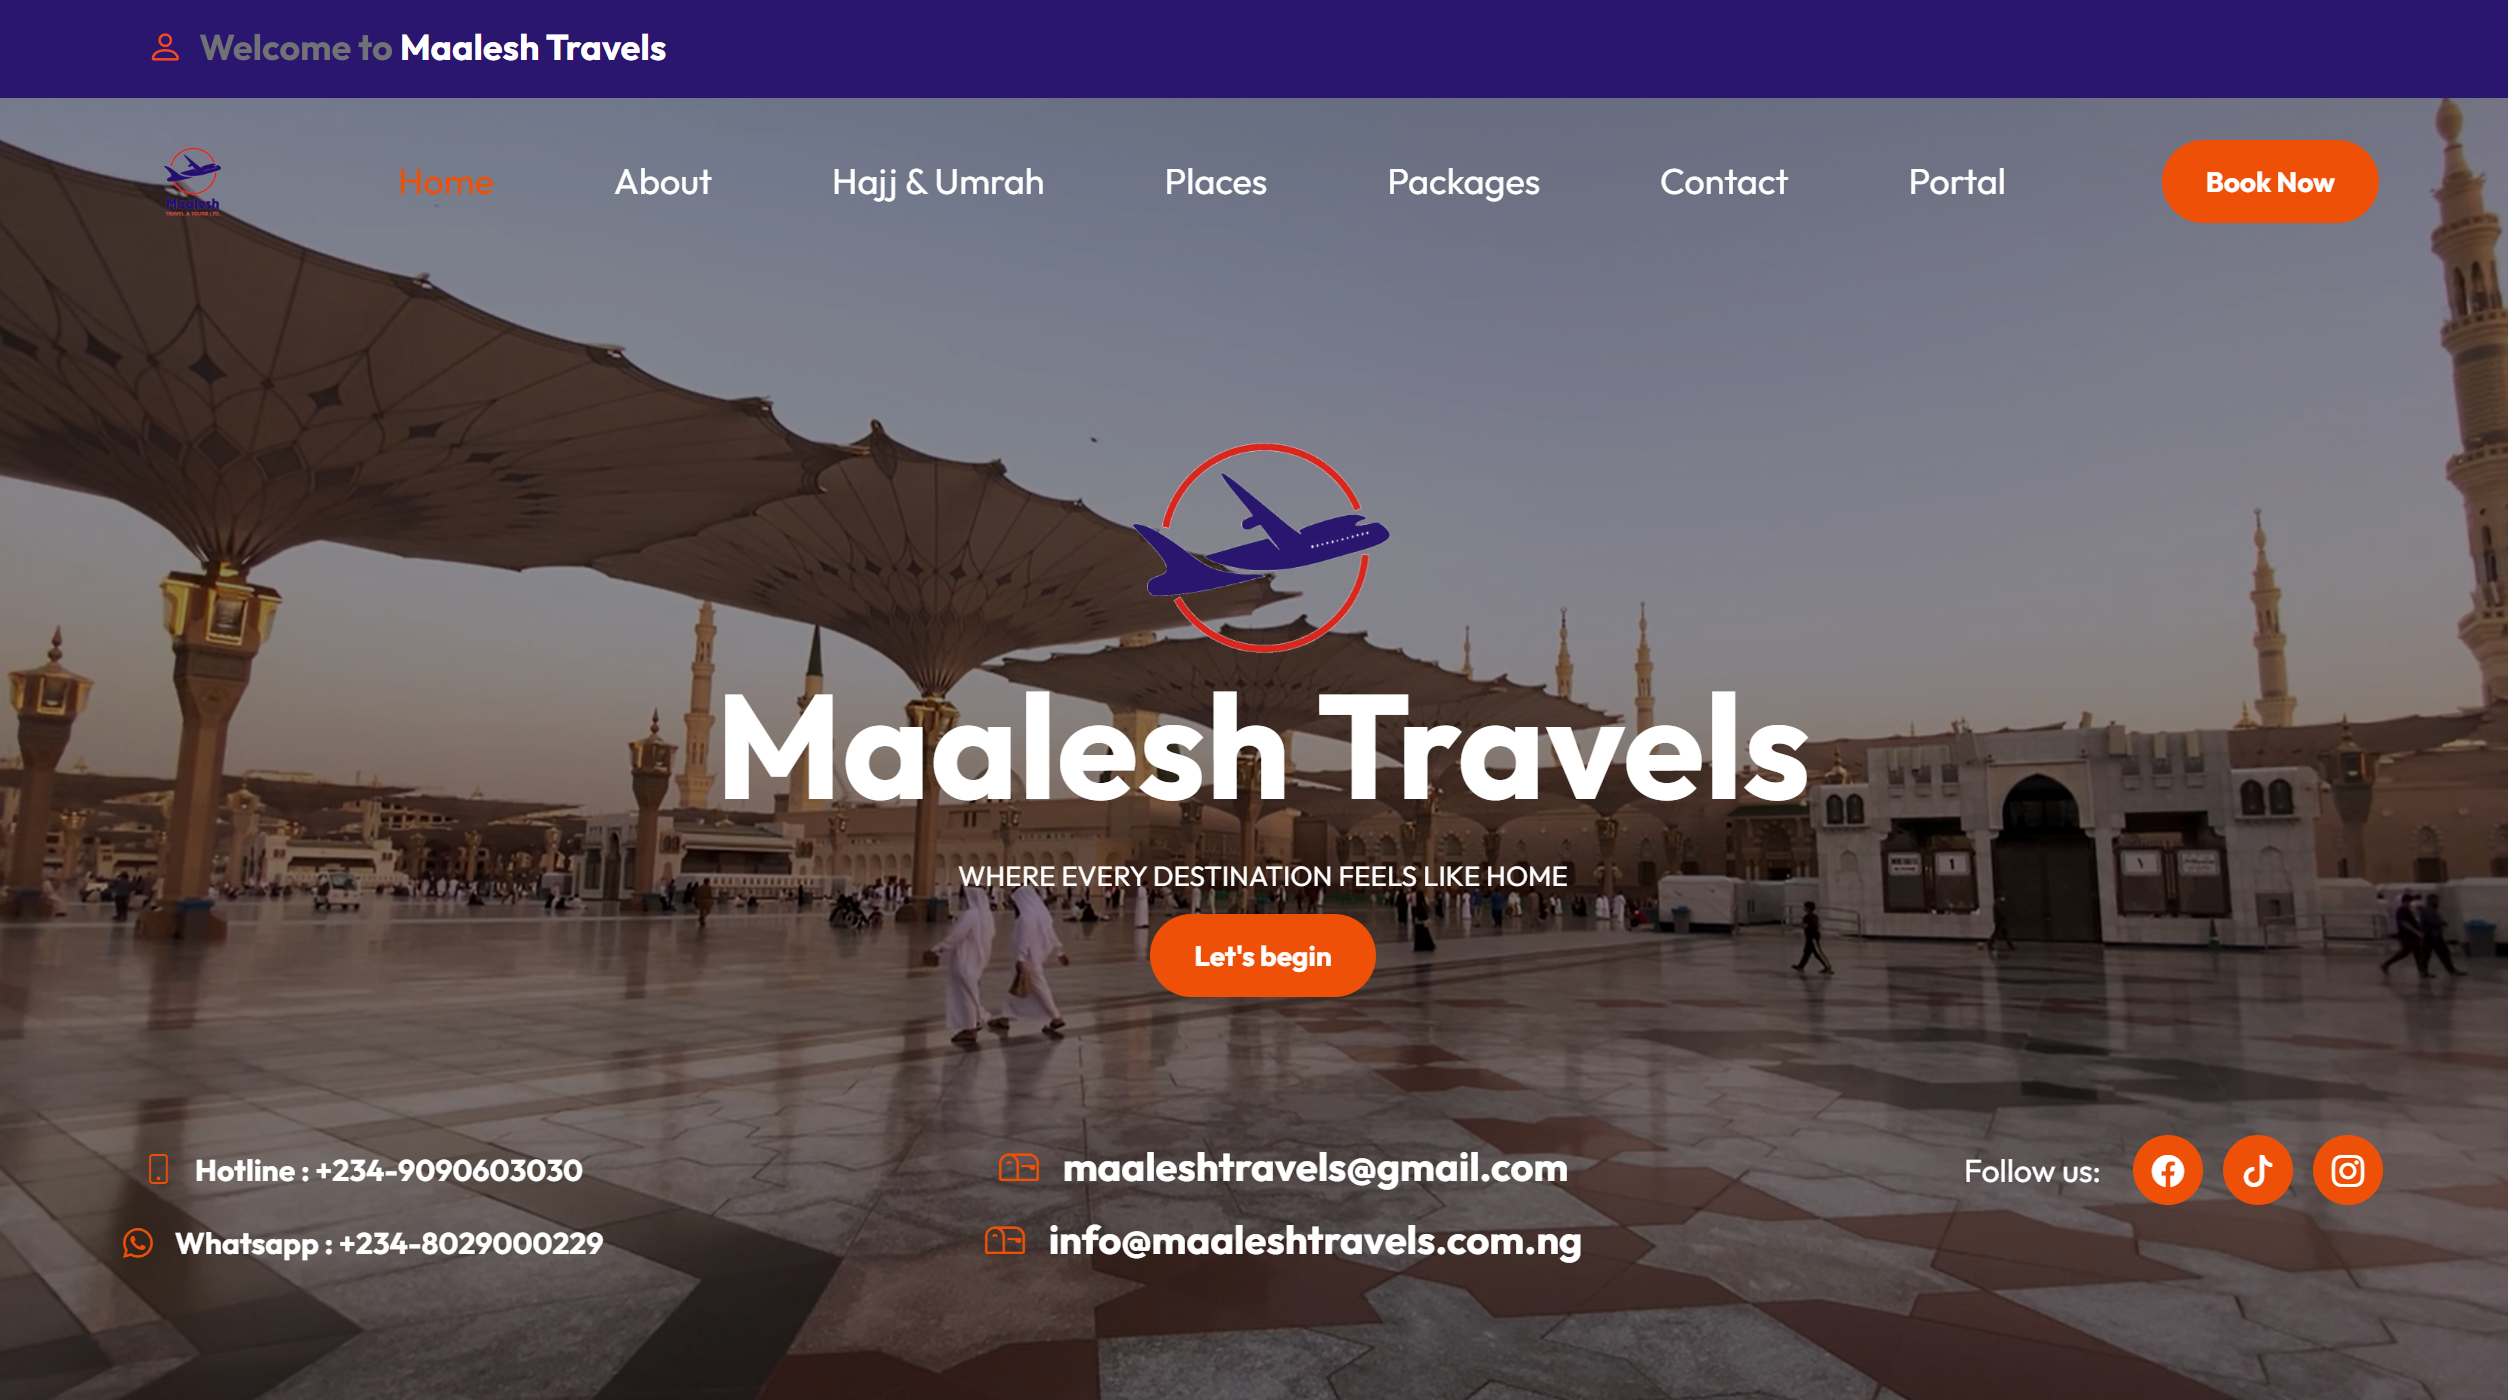 Welcome to Maalesh Travels
Maalesh
TRAVEL & TOURS LTD.
Home About Hajj & Umrah Places Packages Contact Portal Book Now
Maalesh Travels
WHERE EVERY DESTINATION FEELS LIKE HOME
1
١
Let's begin
Hotline : +234-9090603030
maaleshtravels@gmail.com
Follow us:
Whatsapp : +234-8029000229
info@maaleshtravels.com.ng